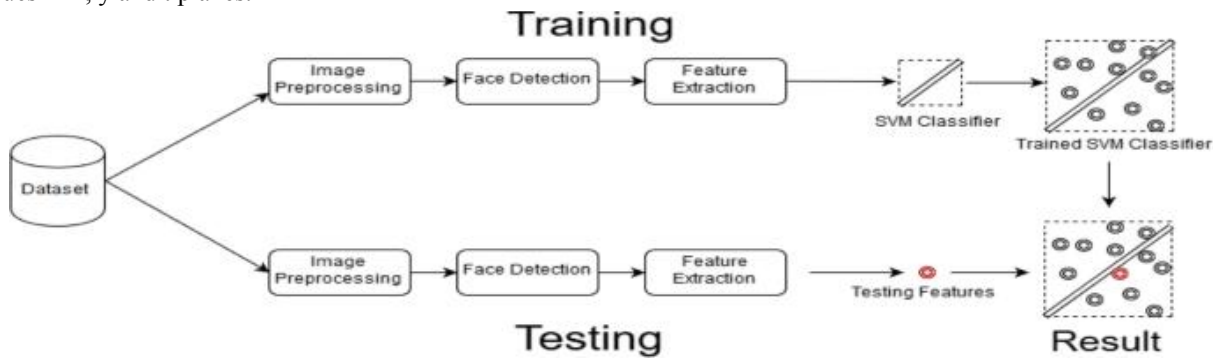 Training
Image
Preprocessing
Face Detection
Feature
Extraction
SVM Classifier
Trained SVM Classifier
Dataset
Image
Preprocessing
Face Detection
Feature
Extraction
Testing Features
Testing
Result